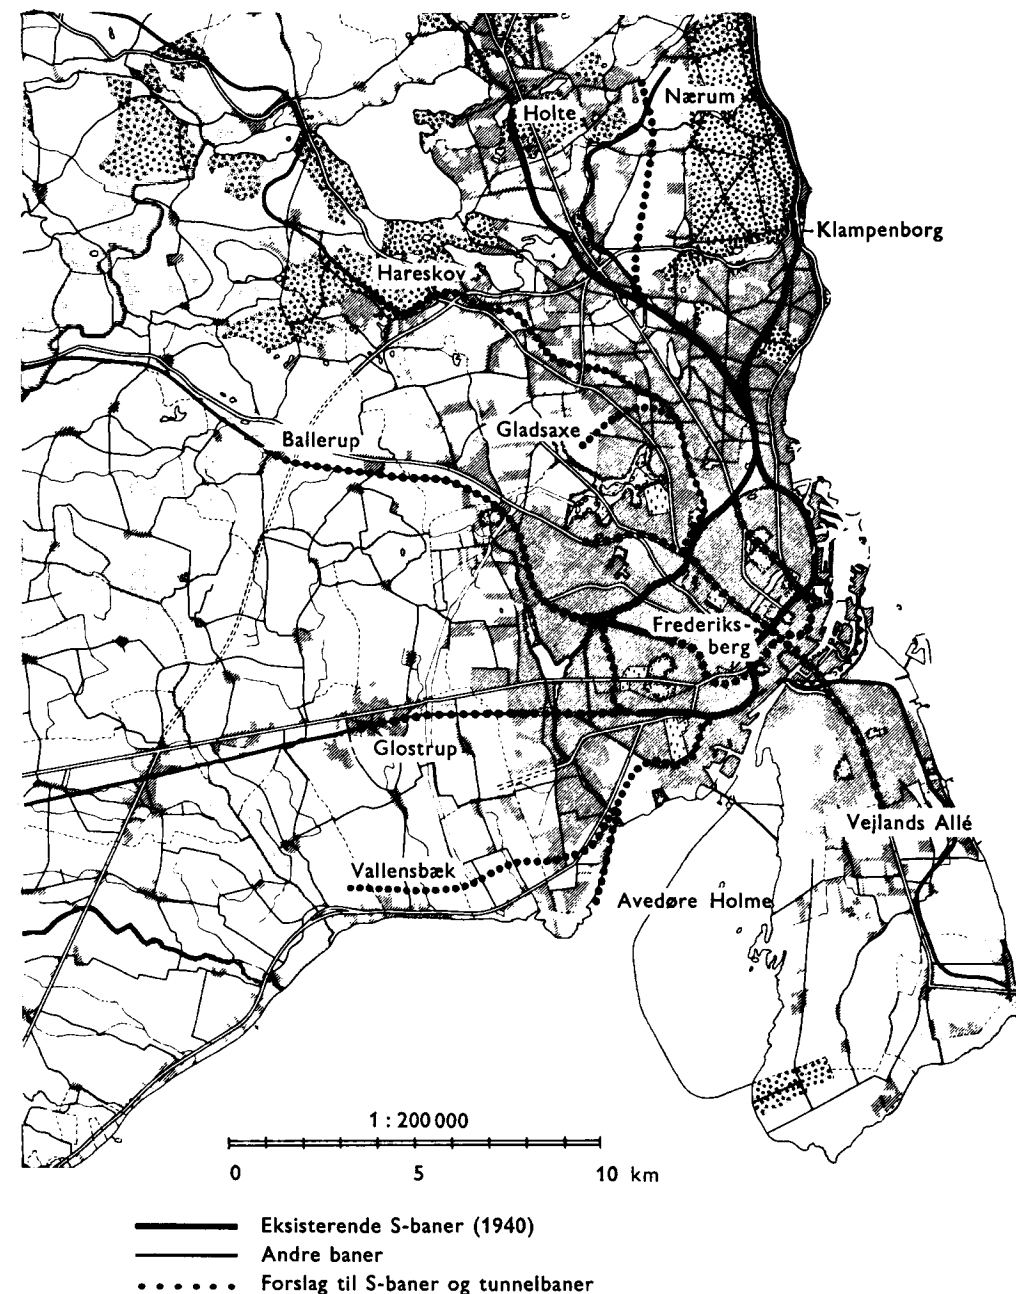 Holte
Nærum
Klampenborg
Hareskov
Gladsaxe
Ballerup
Frederiks-
berg
Glostrup
Vejlands Allé
Vallensbæk
Avedøre Holme
1 : 200 000
0 5 10 km
Eksisterende S-baner (1940)
Andre baner
Forslag til S-baner og tunnelbaner